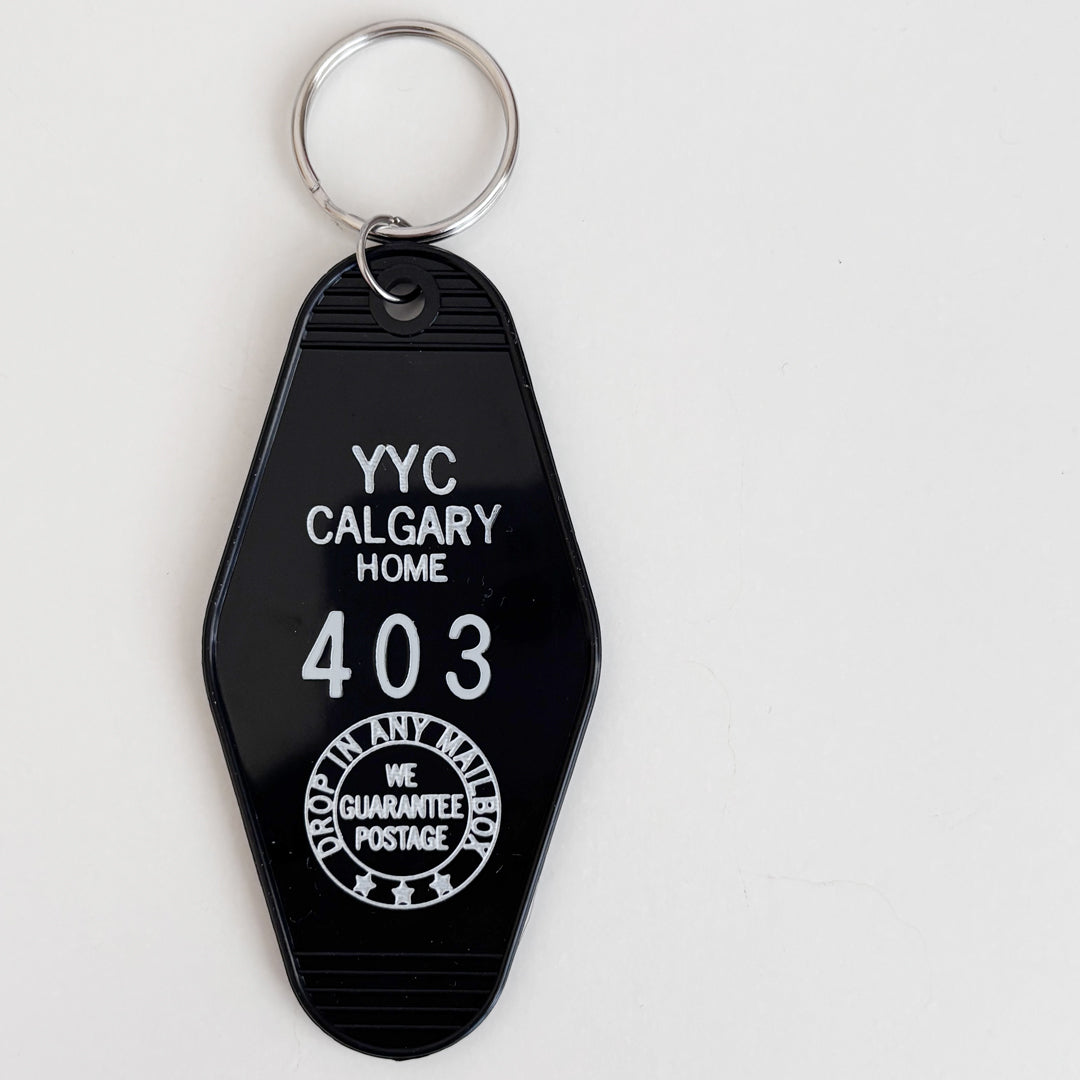 YYC
CALGARY
HOME
403
DROP IN ANY MAILBOX
WE
GUARANTEE
POSTAGE